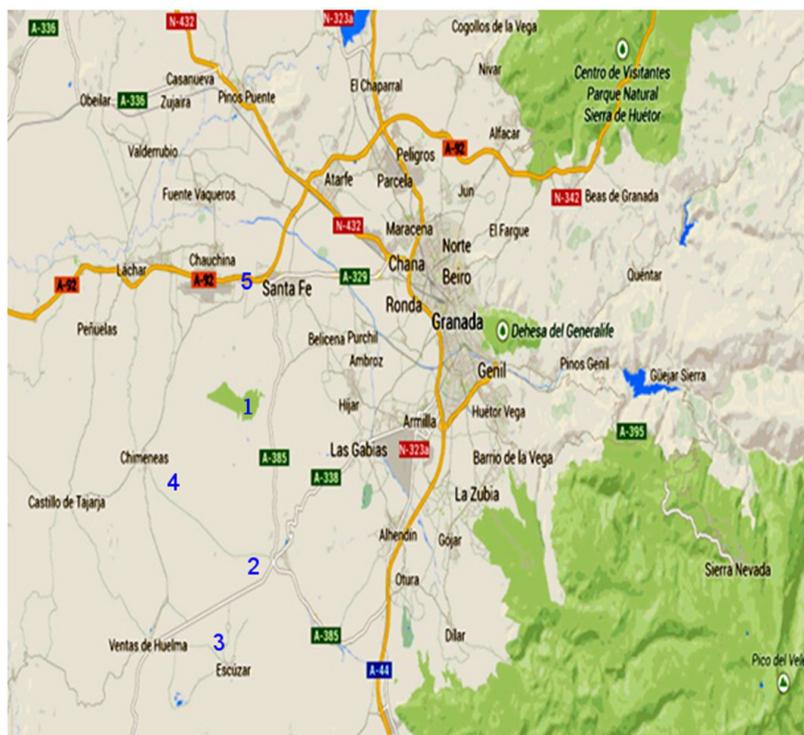 A-336
N-432
N-323a
Cogollos de la Vega
Centro de Visitantes
Parque Natural
Sierra de Huétor
Nivar
Casanueva
El Chaparral
Obeilar
A-336
Zujaira
Pinos Puente
Alfacar
Valderrubio
Peligros
A-92
Atarfe
Parcela
Jun
N-342
Beas de Granada
Fuente Vaqueros
N-432
Maracena
El Fargue
Norte
Chauchina
Láchar
Chana
Beiro
Quéntar
A-92
A-92
5
Santa Fe
A-329
Ronda
Granada
Dehesa del Generalife
Peñuelas
Belicena
Purchil
Ambroz
Pinos Genil
Genil
Güejar Sierra
1
Hijar
Armilla
Huétor Vega
A-395
Chimeneas
A-385
Las Gabias
N-323a
Barrio de la Vega
4
A-338
La Zubia
Castillo de Tajarja
Alhendín
Gójar
2
Otura
Sierra Nevada
Ventas de Huelma
3
A-385
Dílar
Escúzar
A-44
Pico del Vele